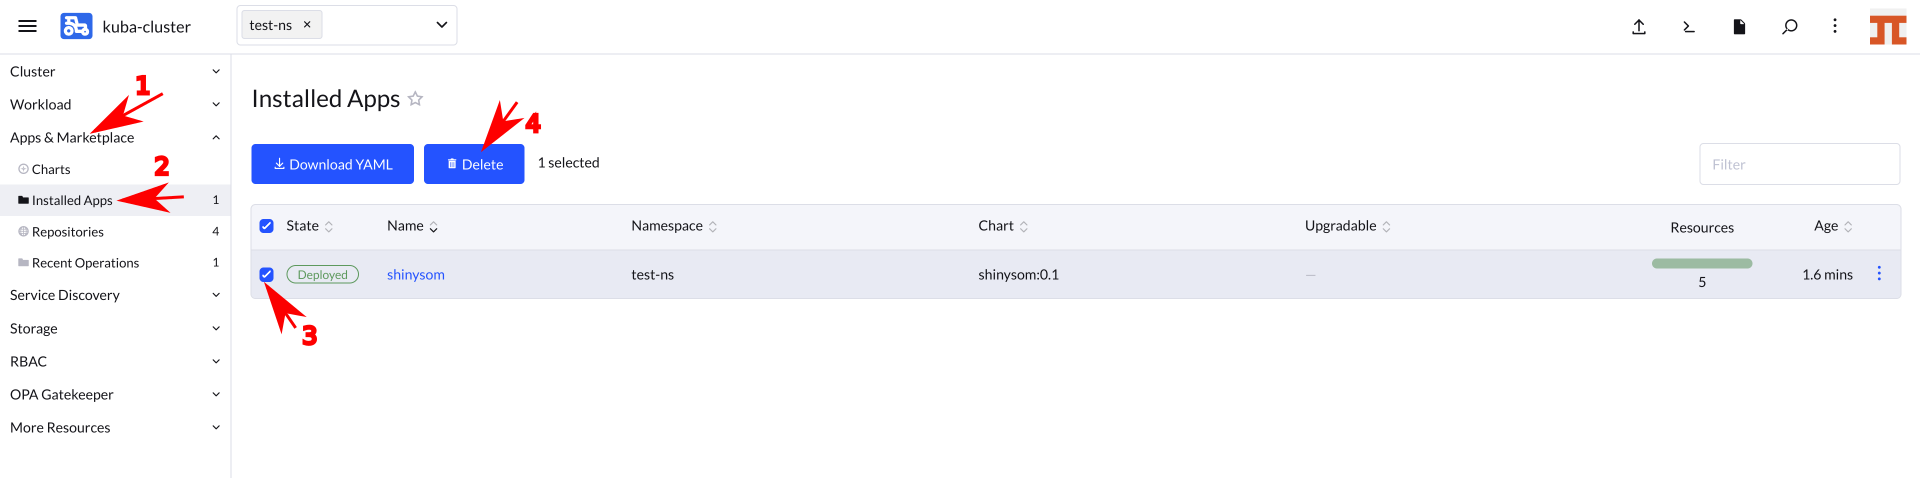 kuba-cluster
test-ns ×
Cluster
Workload
Apps & Marketplace
Charts
Installed Apps 1
Repositories 4
Recent Operations 1
Service Discovery
Storage
RBAC
OPA Gatekeeper
More Resources
1
2
Installed Apps
4
Download YAML Delete 1 selected Filter
State Name Namespace Chart Upgradable Resources Age
Deployed shinysom test-ns shinysom:0.1 — 5 1.6 mins
3